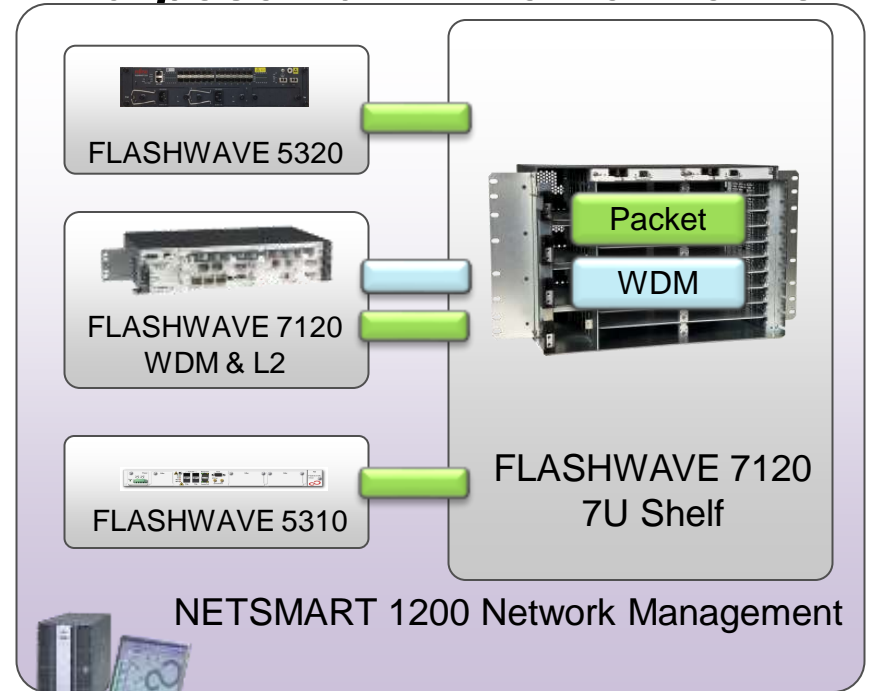 FLASHWAVE 5320
Packet
WDM
FLASHWAVE 7120
WDM & L2
FLASHWAVE 7120
7U Shelf
FLASHWAVE 5310
NETSMART 1200 Network Management